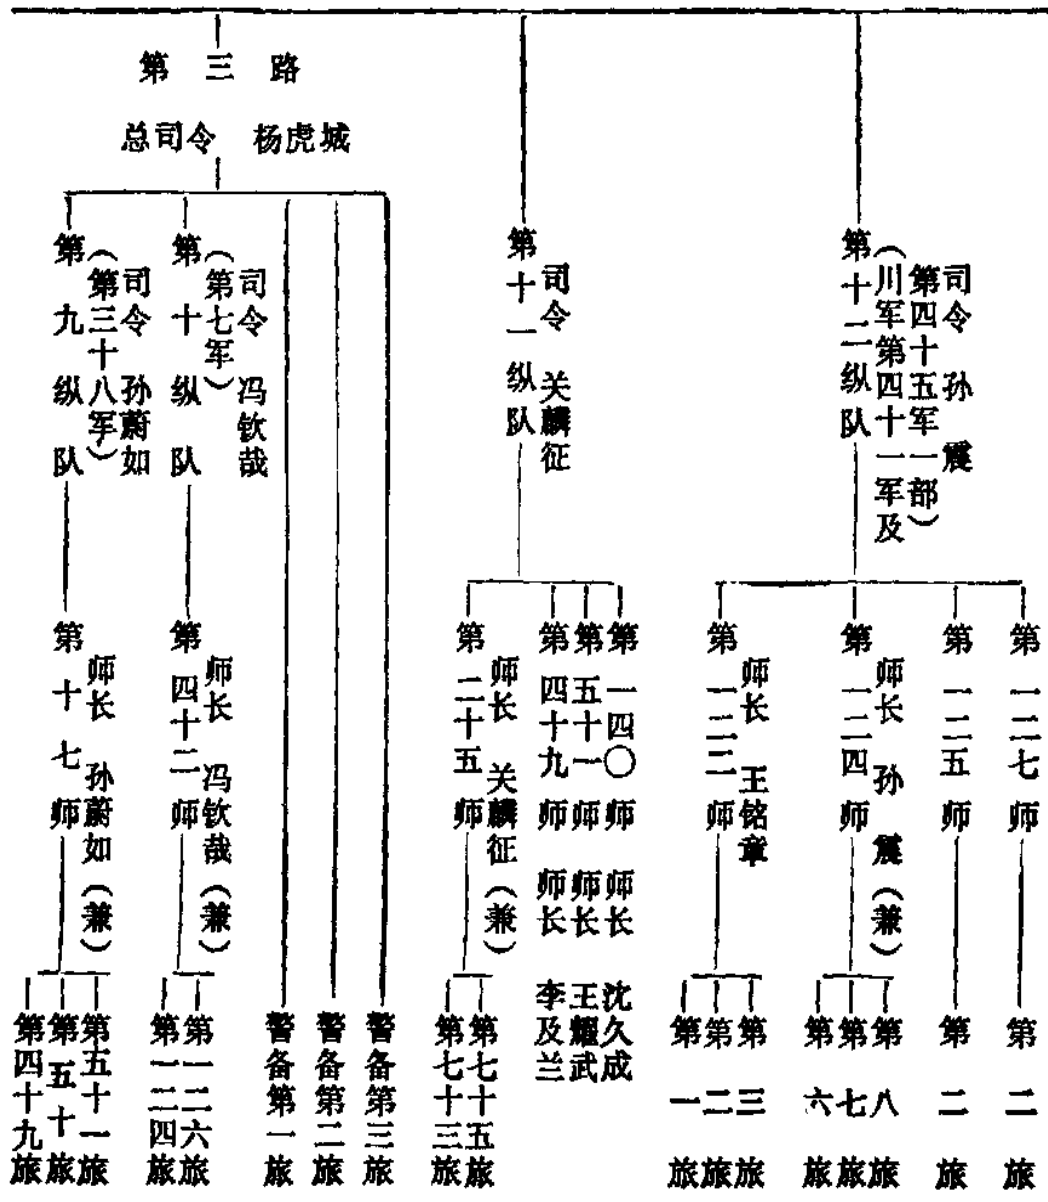 第三路
总司令 杨虎城
第九纵队
（第三十八军）
司令 孙蔚如
第十纵队
（第七军）
司令 冯钦哉
第十一纵队
司令 关麟征
第十二纵队
（川军第四十一军及
第四十五军一部）
司令 孙震
第十七师
师长 孙蔚如（兼）
第四十二师
师长 冯钦哉（兼）
第二十五师
师长 关麟征（兼）
第四十九师 师长 李及兰
第五十一师 师长 王耀武
第一四〇师 师长 沈久成
第一二二师
师长 王铭章
第一二四师
师长 孙震（兼）
第一二五师
第一二七师
第四十九旅
第五十旅
第五十一旅
第一二四旅
第一二六旅
警备第一旅
警备第二旅
警备第三旅
第七十三旅
第七十五旅
第一旅
第二旅
第三旅
第六旅
第七旅
第八旅
第二旅
第二旅